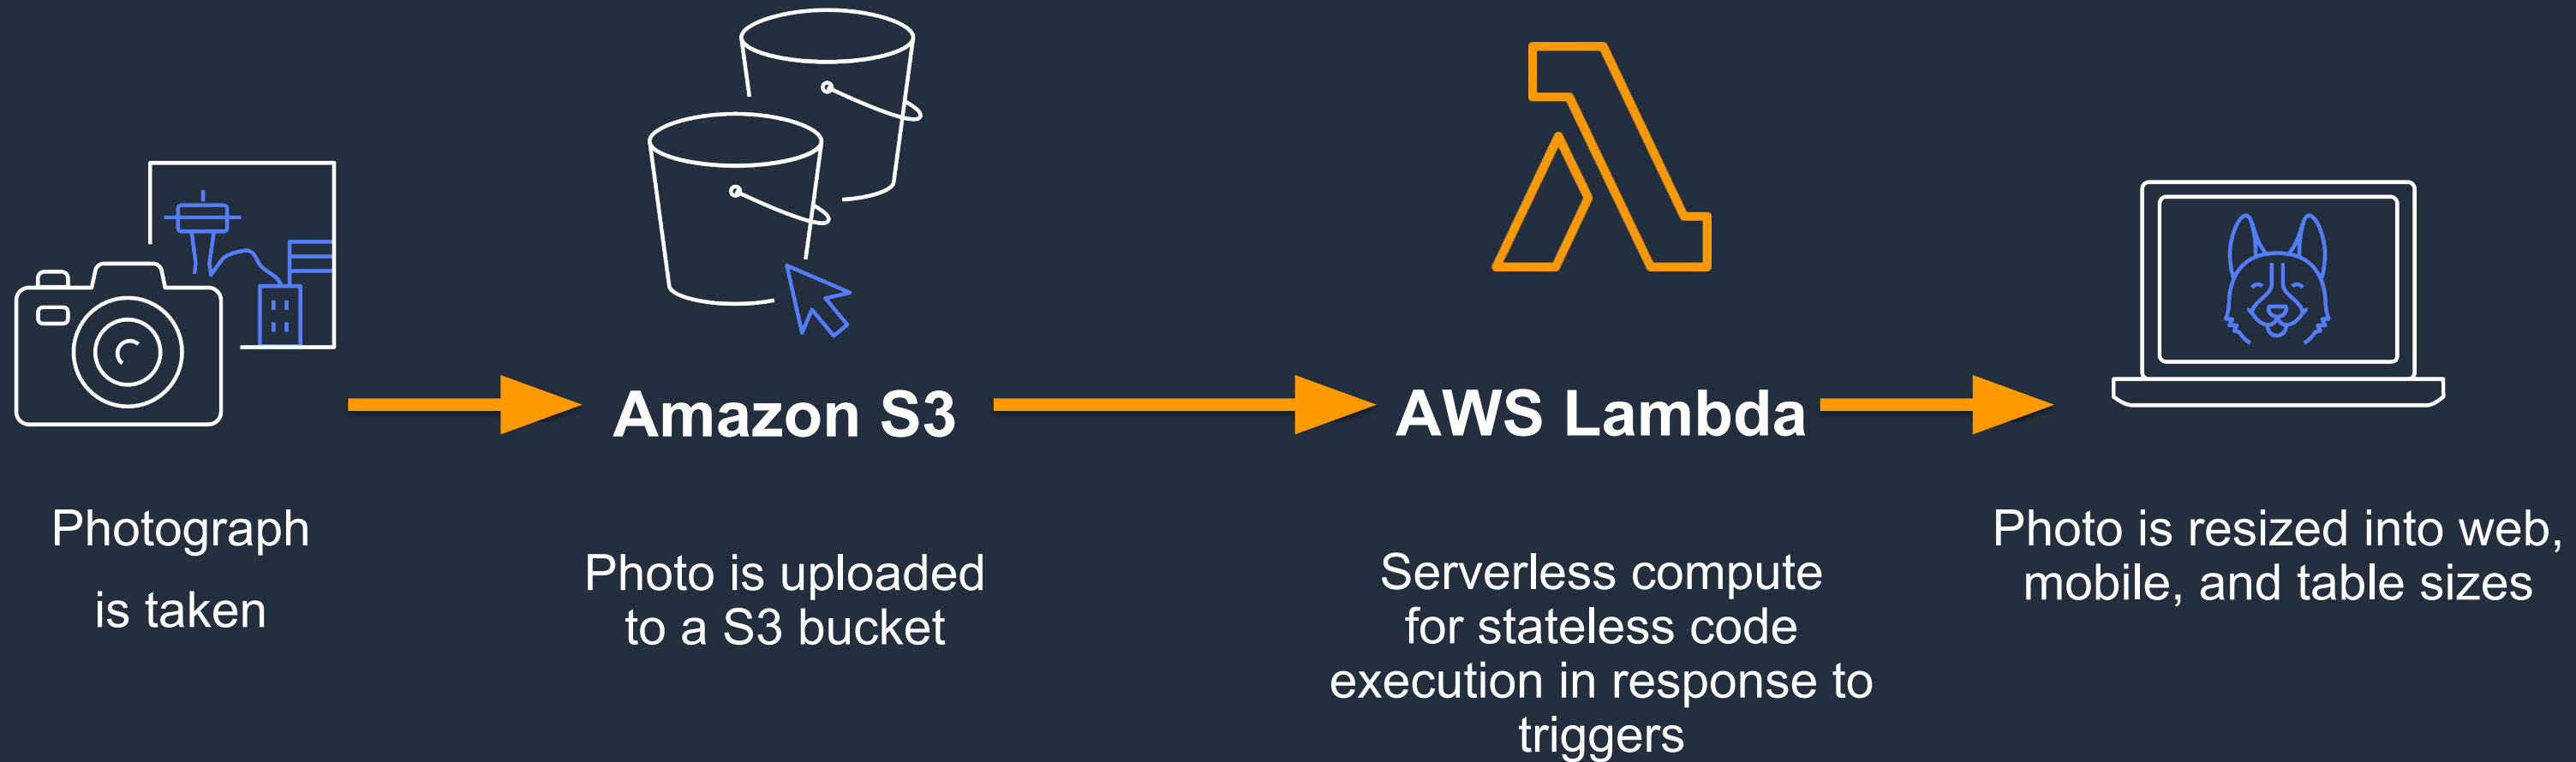 Photograph
is taken
Amazon S3
Photo is uploaded
to a S3 bucket
AWS Lambda
Serverless compute
for stateless code
execution in response to
triggers
Photo is resized into web,
mobile, and table sizes